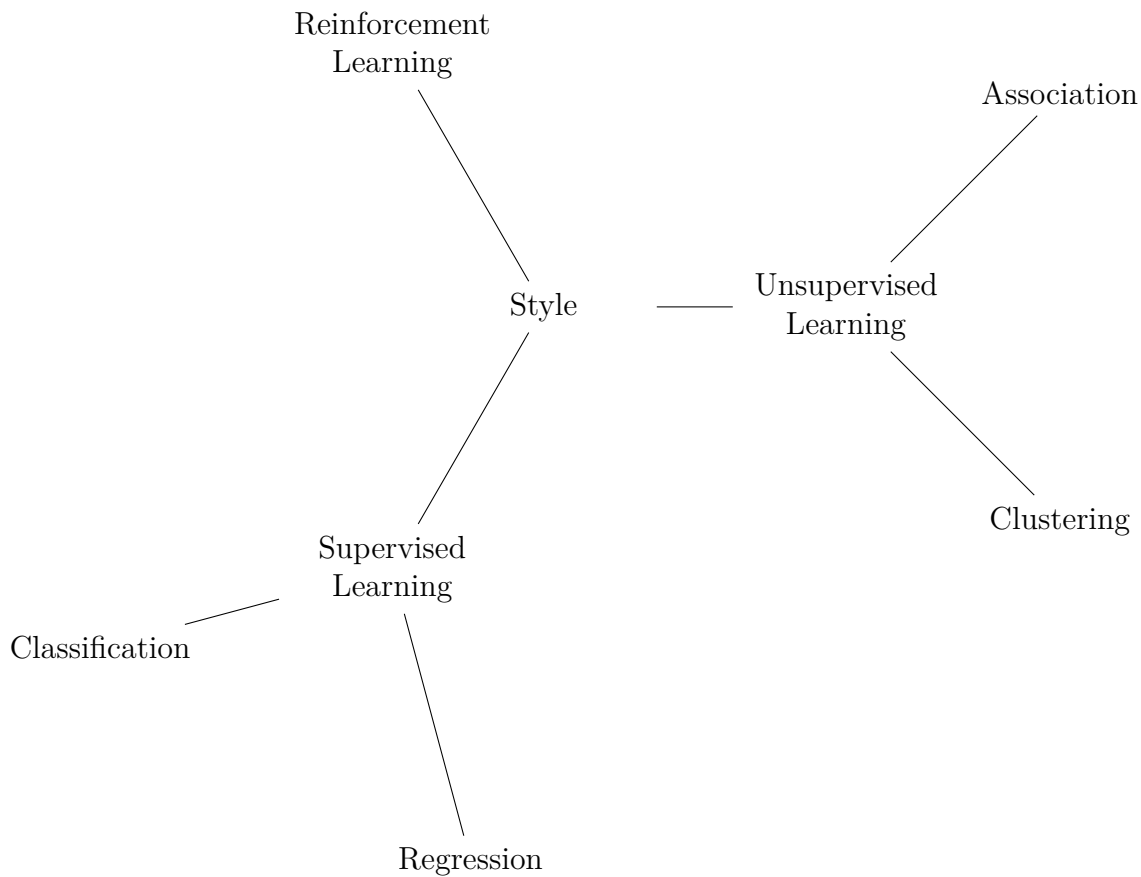 Reinforcement
Learning
Association
Style
Unsupervised
Learning
Clustering
Supervised
Learning
Classification
Regression